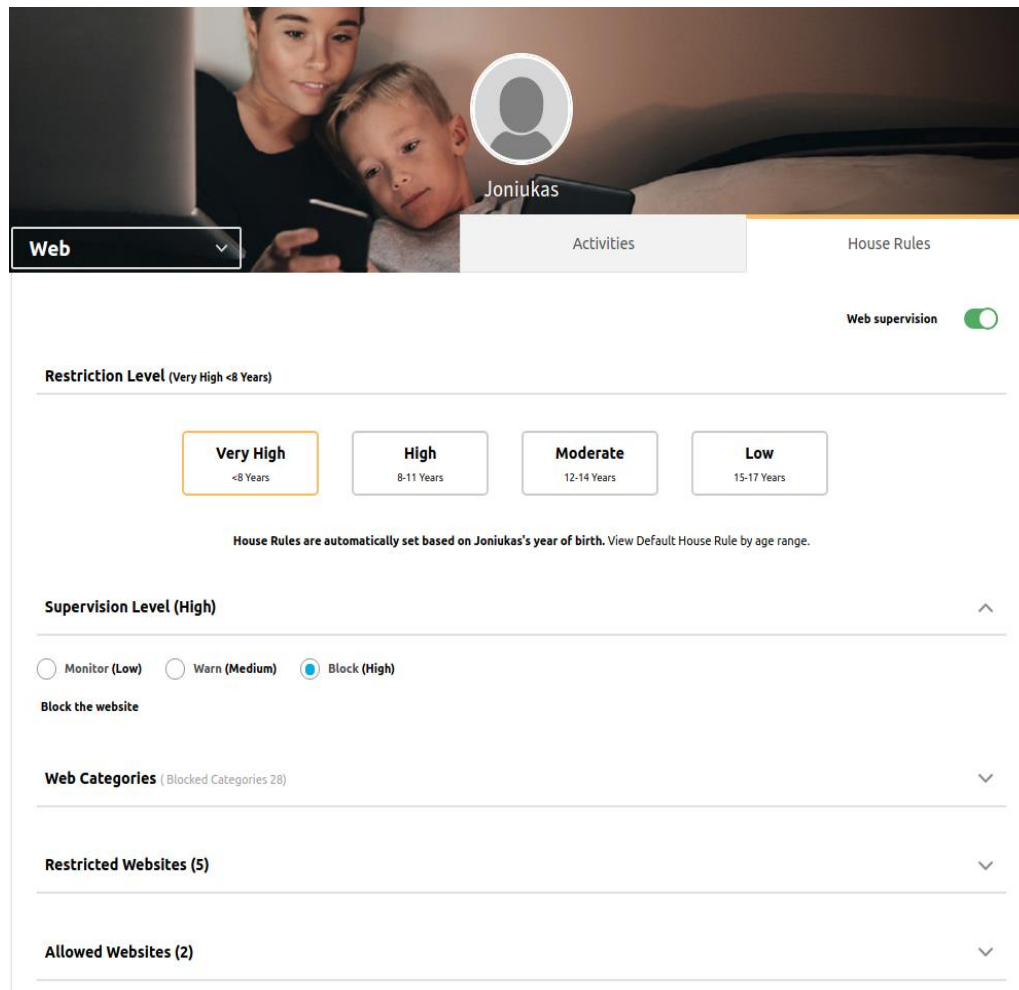 Joniukas
Web
Activities
House Rules
Web supervision
Restriction Level (Very High <8 Years)
Very High
<8 Years
High
8-11 Years
Moderate
12-14 Years
Low
15-17 Years
House Rules are automatically set based on Joniukas's year of birth. View Default House Rule by age range.
Supervision Level (High)
Monitor (Low) Warn (Medium) Block (High)
Block the website
Web Categories ( Blocked Categories 28)
Restricted Websites (5)
Allowed Websites (2)